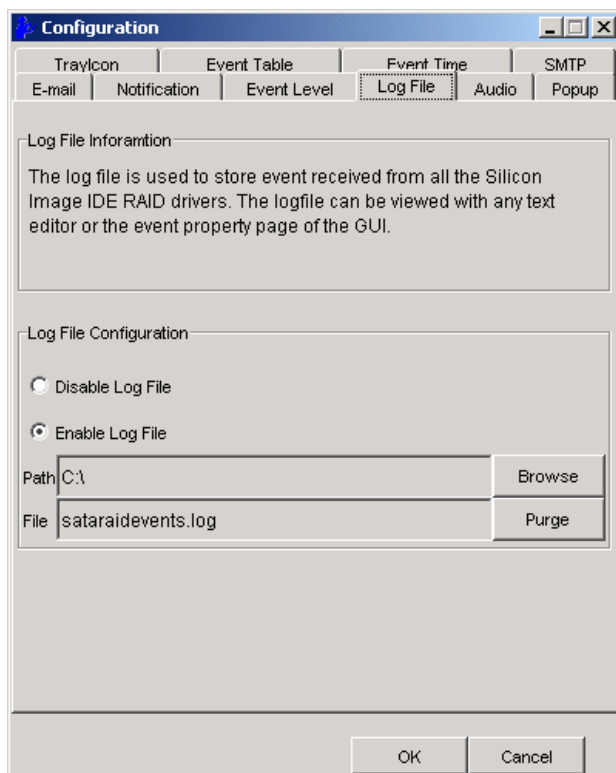 Configuration
TrayIcon
Event Table
Event Time
SMTP
E-mail
Notification
Event Level
Log File
Audio
Popup
Log File Inforamtion
The log file is used to store event received from all the Silicon
Image IDE RAID drivers. The logfile can be viewed with any text
editor or the event property page of the GUI.
Log File Configuration
Disable Log File
Enable Log File
Path C:\
Browse
File sataraidevents.log
Purge
OK
Cancel